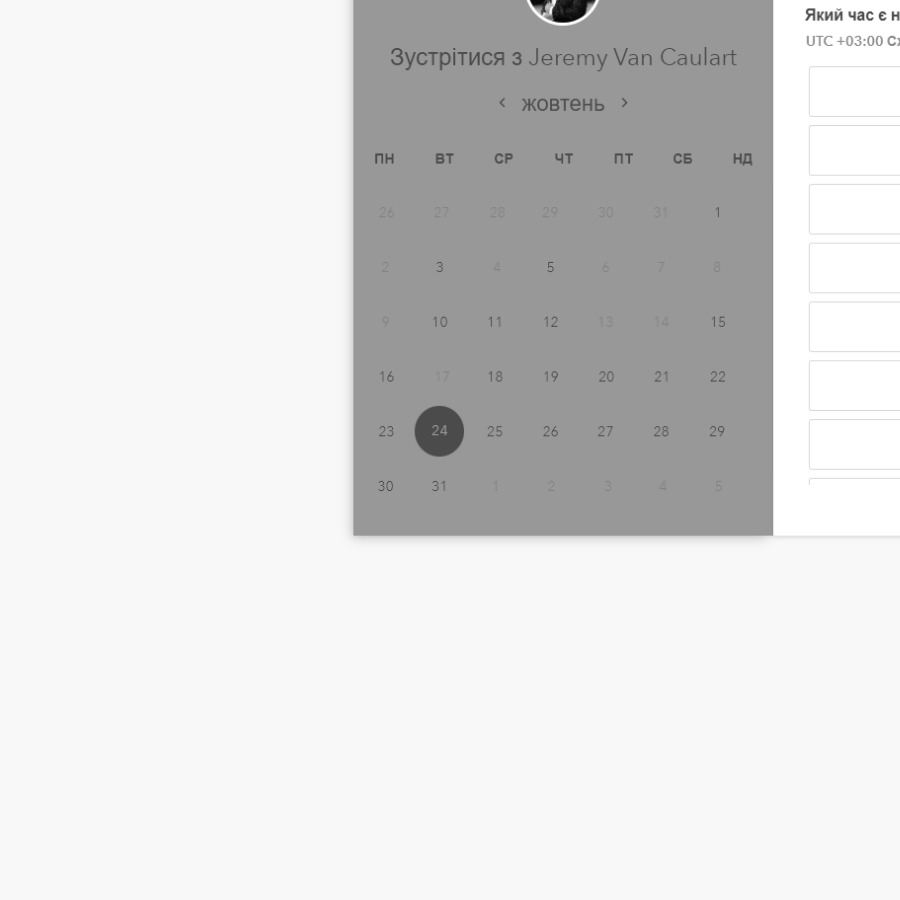 Який час є н
UTC +03:00 Сх
Зустрітися з Jeremy Van Caulart
жовтень
ПН ВТ СР ЧТ ПТ СБ НД
26 27 28 29 30 31 1
2 3 4 5 6 7 8
9 10 11 12 13 14 15
16 17 18 19 20 21 22
23 24 25 26 27 28 29
30 31 1 2 3 4 5